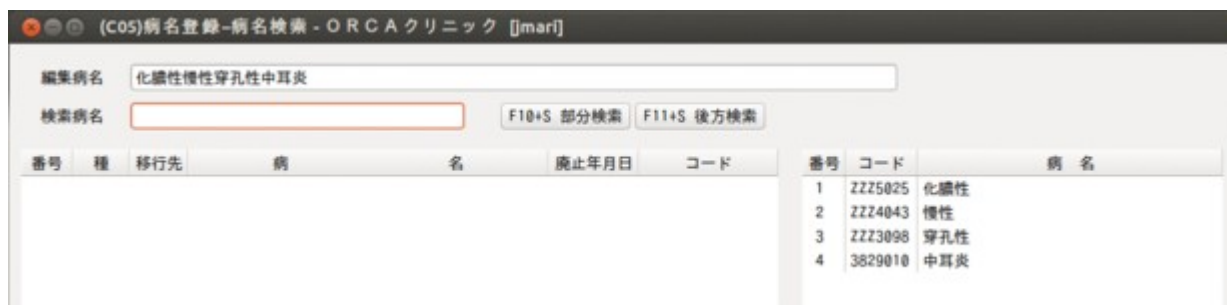 (C05)病名登録-病名検索 - ＯＲＣＡクリニック [jmari]
編集病名 化膿性慢性穿孔性中耳炎
検索病名 F10+S 部分検索 F11+S 後方検索
番号 種 移行先 病 名 廃止年月日 コード
番号 コード 病 名
1 ZZZ5025 化膿性
2 ZZZ4043 慢性
3 ZZZ3098 穿孔性
4 3829010 中耳炎